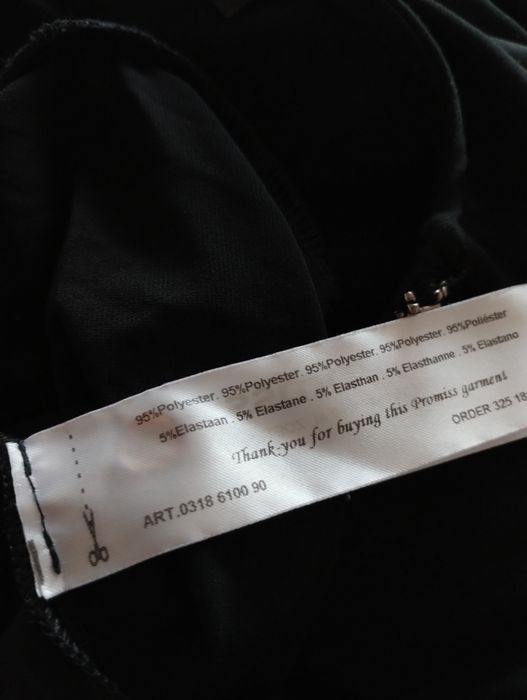 95%Polyester. 95%Polyester. 95%Polyester. 95%Polyester. 95%Poliéster
5%Elastaan . 5% Elastane . 5% Elasthan . 5% Elasthanne . 5% Elastano
Thank you for buying this Promiss garment
ORDER 325 18
ART.0318 6100 90